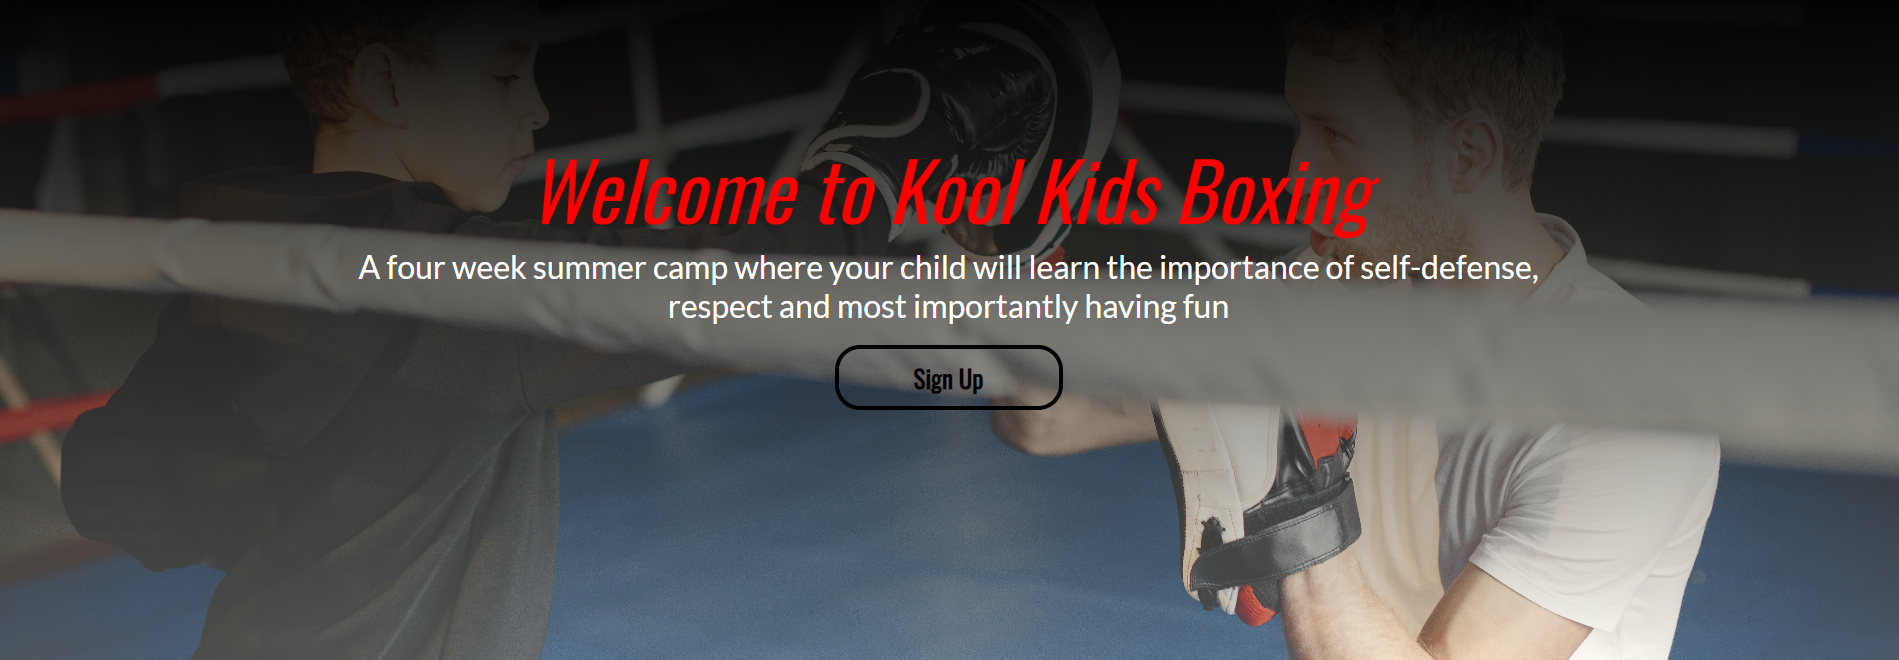 Welcome to Kool Kids Boxing
A four week summer camp where your child will learn the importance of self-defense,
respect and most importantly having fun
Sign Up